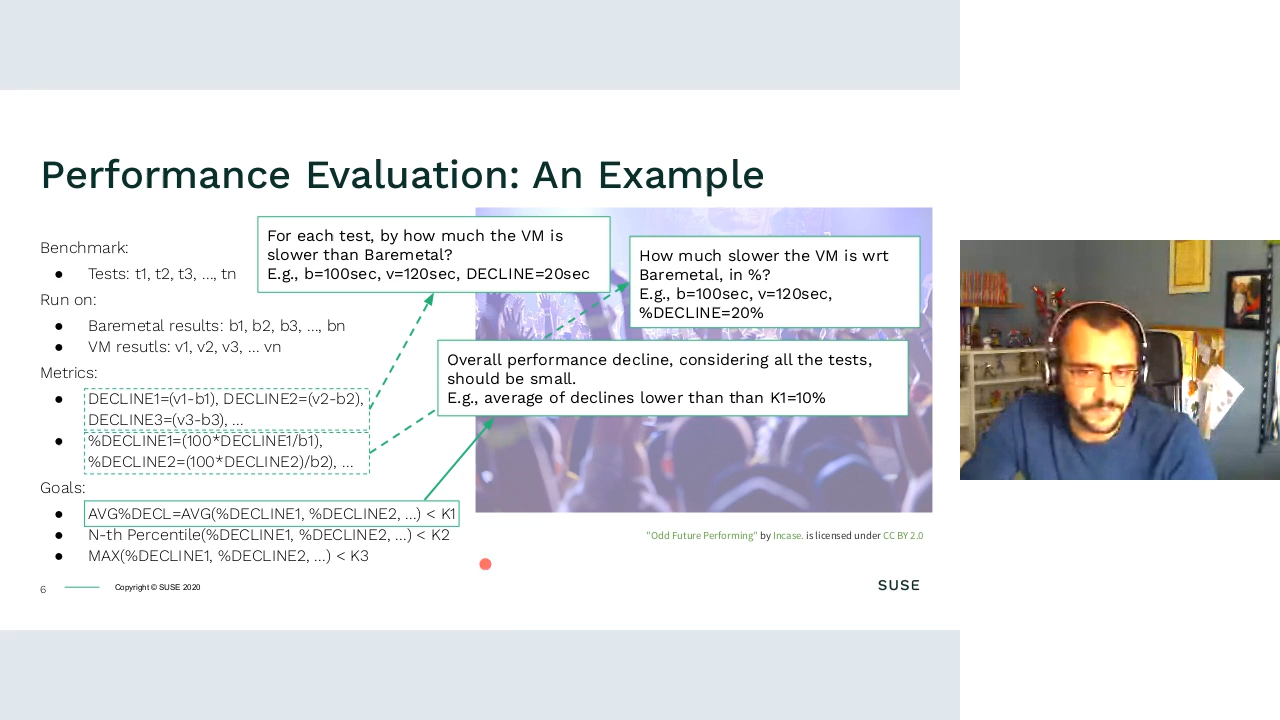 Performance Evaluation: An Example
Benchmark:
● Tests: t1, t2, t3, ..., tn
Run on:
● Baremetal results: b1, b2, b3, ..., bn
● VM resutls: v1, v2, v3, ... vn
Metrics:
● DECLINE1=(v1-b1), DECLINE2=(v2-b2),
DECLINE3=(v3-b3), ...
● %DECLINE1=(100*DECLINE1/b1),
%DECLINE2=(100*DECLINE2)/b2), ...
Goals:
● AVG%DECL=AVG(%DECLINE1, %DECLINE2, ...) < K1
● N-th Percentile(%DECLINE1, %DECLINE2, ...) < K2
● MAX(%DECLINE1, %DECLINE2, ...) < K3
For each test, by how much the VM is
slower than Baremetal?
E.g., b=100sec, v=120sec, DECLINE=20sec
How much slower the VM is wrt
Baremetal, in %?
E.g., b=100sec, v=120sec,
%DECLINE=20%
Overall performance decline, considering all the tests,
should be small.
E.g., average of declines lower than than K1=10%
"Odd Future Performing" by Incase. is licensed under CC BY 2.0
6
Copyright © SUSE 2020
SUSE